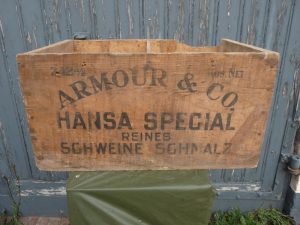 ARMOUR & CO.
HANSA SPECIAL
REINES
SCHWEINE SCHMALZ